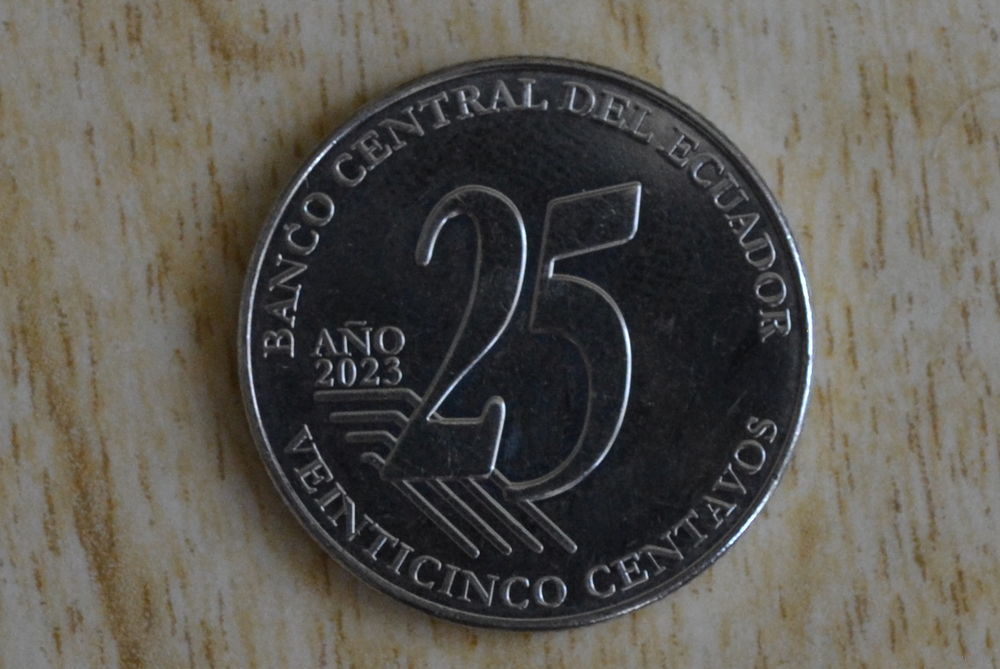 BANCO CENTRAL DEL ECUADOR
25
AÑO
2023
VEINTICINCO CENTAVOS